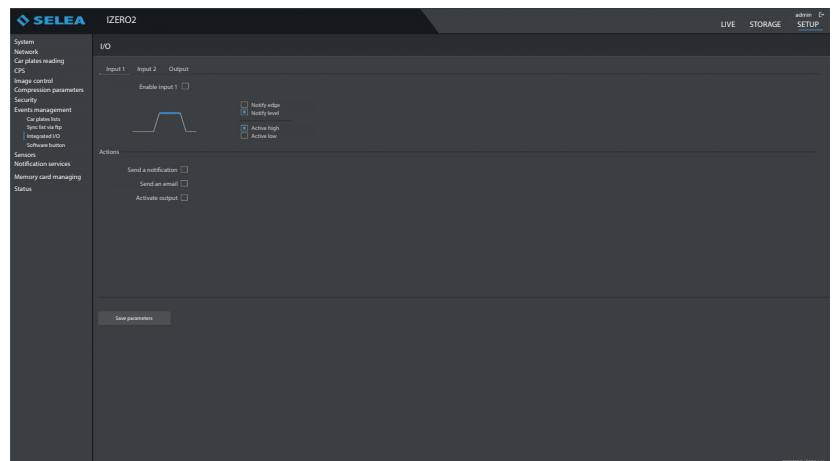 SELEA
IZERO2
admin
LIVE STORAGE SETUP
System
Network
Car plates reading
CPS
Image control
Compression parameters
Security
Events management
Car plates lists
Sync list via ftp
Integrated I/O
Software button
Sensors
Notification services
Memory card managing
Status
I/O
Input 1 Input 2 Output
Enable input 1
Notify edge
Notify level
Active high
Active low
Actions
Send a notification
Send an email
Activate output
Save parameters